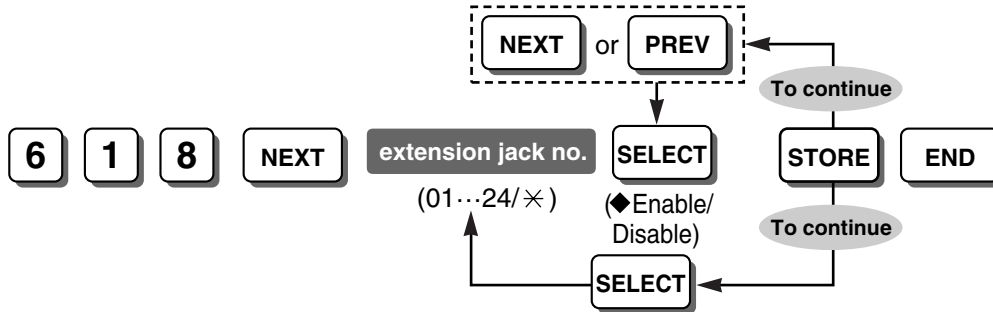 NEXT or PREV
To continue
6 1 8 NEXT extension jack no. SELECT STORE END
(01···24/✳)
(◆Enable/
Disable)
To continue
SELECT